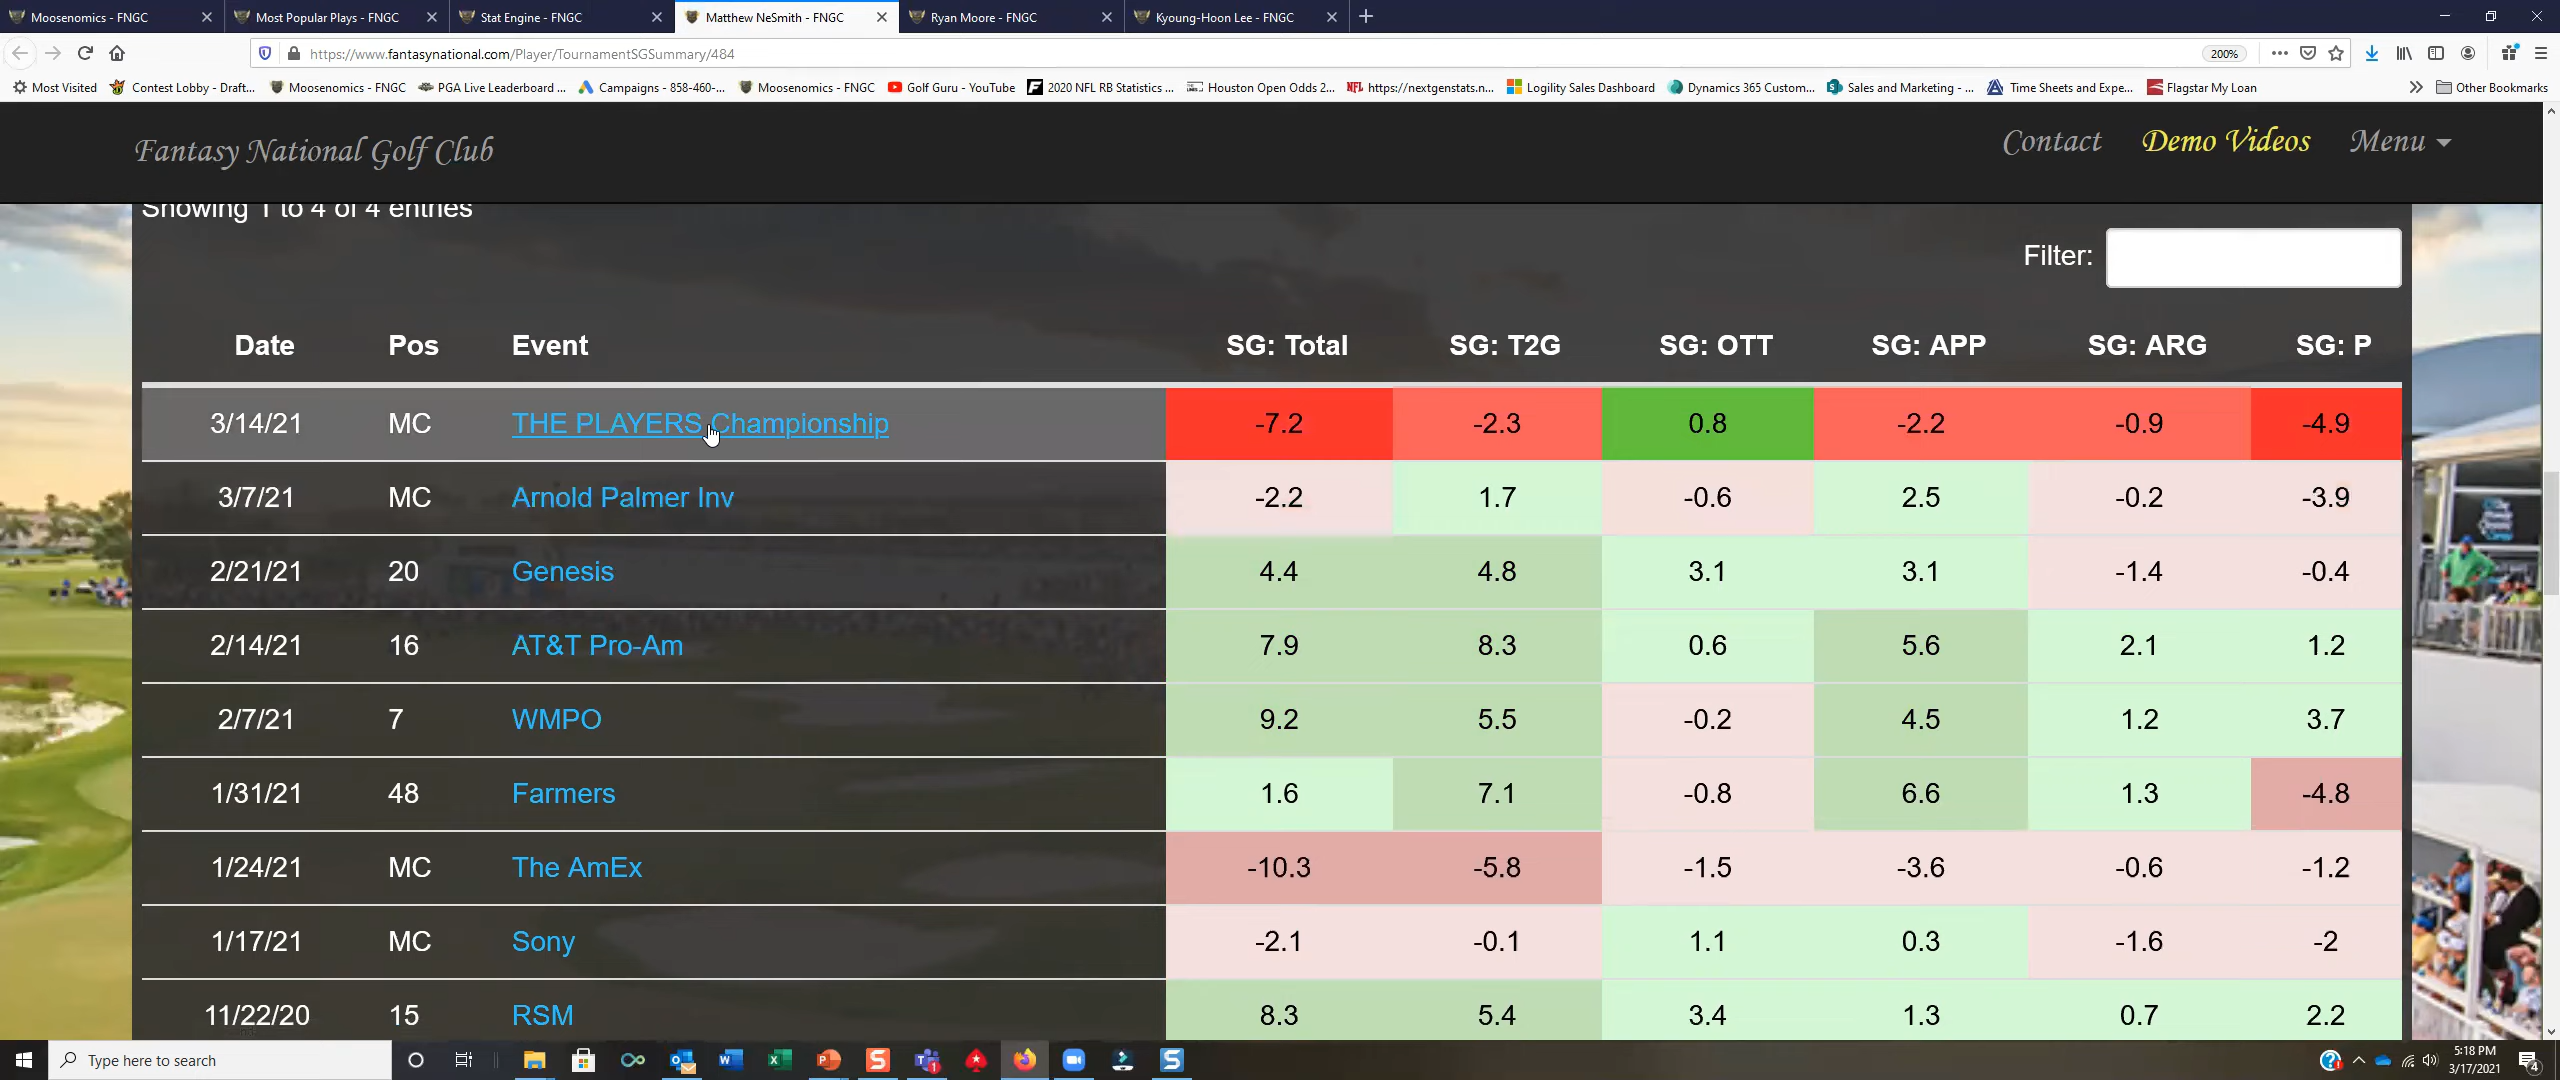 Moosenomics - FNGC
Most Popular Plays - FNGC
Stat Engine - FNGC
Matthew NeSmith - FNGC
Ryan Moore - FNGC
Kyoung-Hoon Lee - FNGC
https://www.fantasynational.com/Player/TournamentSGSummary/484
200%
Most Visited Contest Lobby - Draft... Moosenomics - FNGC PGA Live Leaderboard ... Campaigns - 858-460-... Moosenomics - FNGC Golf Guru - YouTube 2020 NFL RB Statistics ... Houston Open Odds 2... https://nextgenstats.n... Logility Sales Dashboard Dynamics 365 Custom... Sales and Marketing - ... Time Sheets and Expe... Flagstar My Loan Other Bookmarks
Fantasy National Golf Club
Contact Demo Videos Menu
Showing 1 to 4 of 4 entries
Filter:
Date Pos Event SG: Total SG: T2G SG: OTT SG: APP SG: ARG SG: P
3/14/21 MC THE PLAYERS Championship -7.2 -2.3 0.8 -2.2 -0.9 -4.9
3/7/21 MC Arnold Palmer Inv -2.2 1.7 -0.6 2.5 -0.2 -3.9
2/21/21 20 Genesis 4.4 4.8 3.1 3.1 -1.4 -0.4
2/14/21 16 AT&T Pro-Am 7.9 8.3 0.6 5.6 2.1 1.2
2/7/21 7 WMPO 9.2 5.5 -0.2 4.5 1.2 3.7
1/31/21 48 Farmers 1.6 7.1 -0.8 6.6 1.3 -4.8
1/24/21 MC The AmEx -10.3 -5.8 -1.5 -3.6 -0.6 -1.2
1/17/21 MC Sony -2.1 -0.1 1.1 0.3 -1.6 -2
11/22/20 15 RSM 8.3 5.4 3.4 1.3 0.7 2.2
Type here to search
5:18 PM
3/17/2021